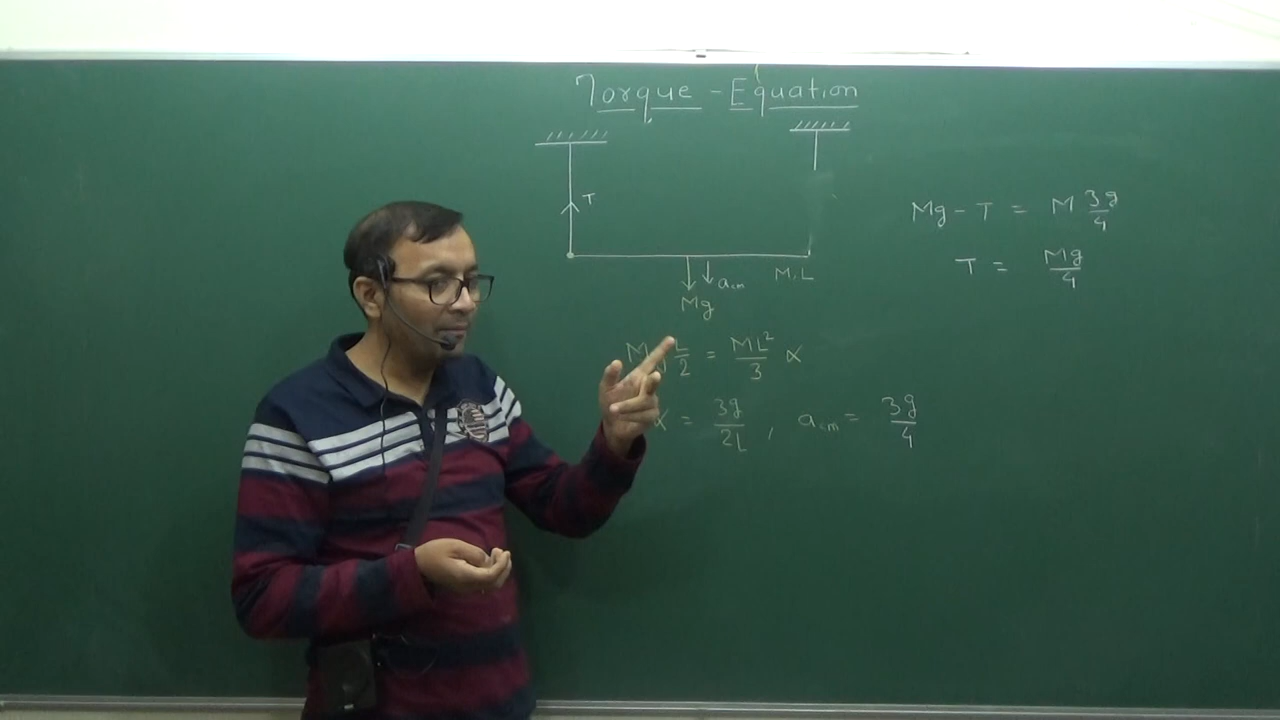 Torque - Equation
T
Mg - T = M 3g/4
T = Mg/4
a_cm
M, L
Mg
M L/2 = ML²/3 α
α = 3g/2L , a_cm = 3g/4